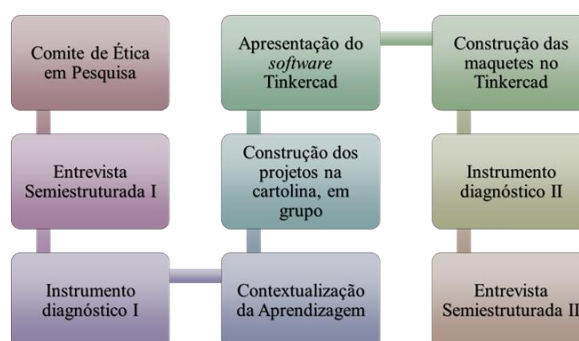 Comite de Ética
em Pesquisa
Entrevista
Semiestruturada I
Instrumento
diagnóstico I
Contextualização
da Aprendizagem
Construção dos
projetos na
cartolina, em
grupo
Apresentação do
software
Tinkercad
Construção das
maquetes no
Tinkercad
Instrumento
diagnóstico II
Entrevista
Semiestruturada II